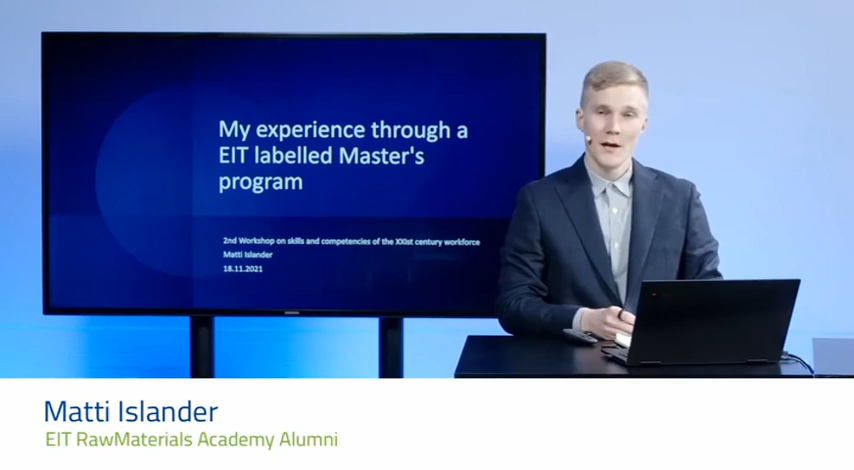 My experience through a
EIT labelled Master's
program
2nd Workshop on skills and competencies of the XXIst century workforce
Matti Islander
18.11.2021
Matti Islander
EIT RawMaterials Academy Alumni